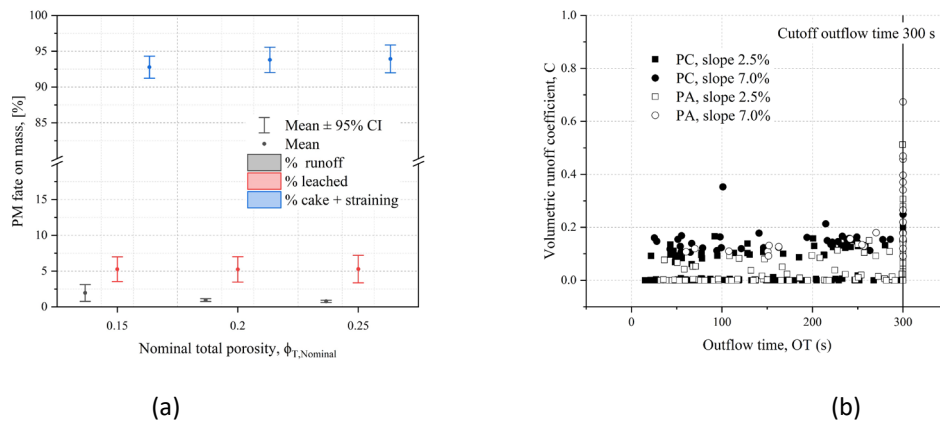 100
95
90
85
15
10
5
0
PM fate on mass, [%]
Mean ± 95% CI
Mean
% runoff
% leached
% cake + straining
0.15
0.2
0.25
Nominal total porosity, ϕT,Nominal
(a)
1.0
0.8
0.6
0.4
0.2
0.0
Volumetric runoff coefficient, C
Cutoff outflow time 300 s
PC, slope 2.5%
PC, slope 7.0%
PA, slope 2.5%
PA, slope 7.0%
0
100
200
300
Outflow time, OT (s)
(b)